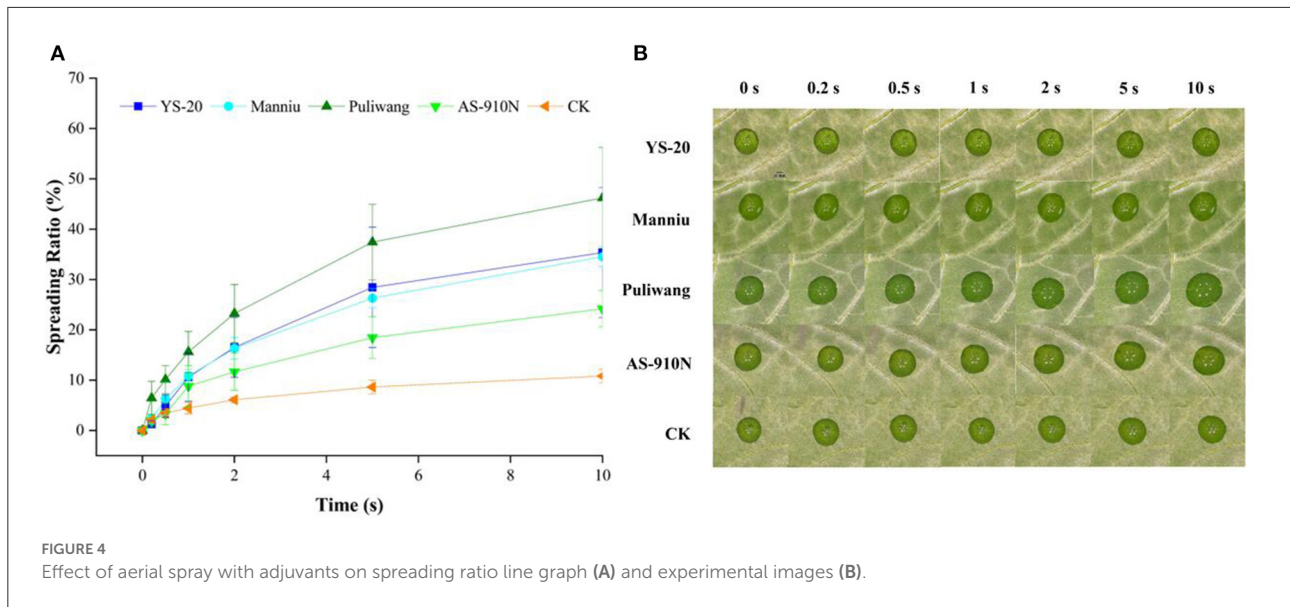 A
70
60
50
40
30
20
10
0
Spreading Ratio (%)
YS-20 Manniu Puliwang AS-910N CK
0 2 4 6 8 10
Time (s)
B
0 s 0.2 s 0.5 s 1 s 2 s 5 s 10 s
YS-20
Manniu
Puliwang
AS-910N
CK
FIGURE 4
Effect of aerial spray with adjuvants on spreading ratio line graph (A) and experimental images (B).